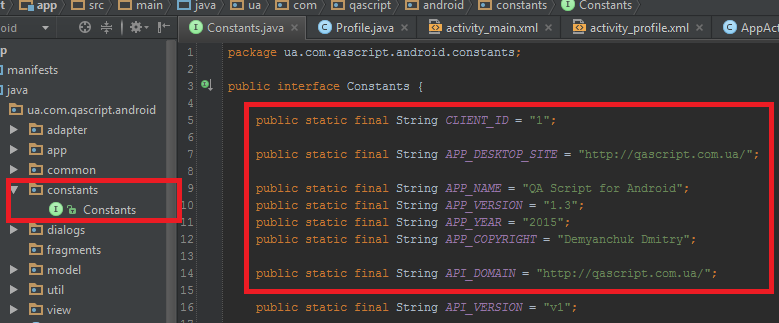 app src main java ua com qascript android constants Constants
Constants.java Profile.java activity_main.xml activity_profile.xml AppAct
manifests
java
ua.com.qascript.android
adapter
app
common
constants
Constants
dialogs
fragments
model
util
view
1 package ua.com.qascript.android.constants;
2
3 public interface Constants {
4
5 public static final String CLIENT_ID = "1";
6
7 public static final String APP_DESKTOP_SITE = "http://qascript.com.ua/";
8
9 public static final String APP_NAME = "QA Script for Android";
10 public static final String APP_VERSION = "1.3";
11 public static final String APP_YEAR = "2015";
12 public static final String APP_COPYRIGHT = "Demyanchuk Dmitry";
13
14 public static final String API_DOMAIN = "http://qascript.com.ua/";
15
16 public static final String API_VERSION = "v1";
17